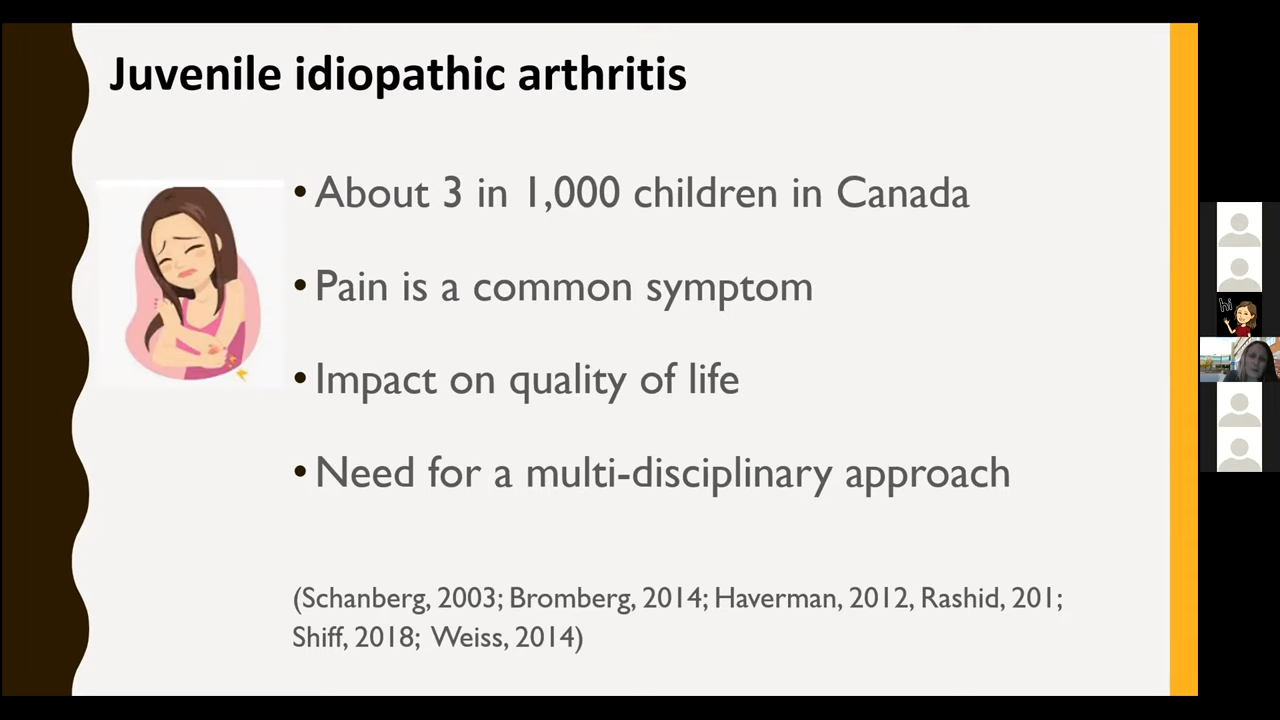 Juvenile idiopathic arthritis
• About 3 in 1,000 children in Canada
• Pain is a common symptom
• Impact on quality of life
• Need for a multi-disciplinary approach
(Schanberg, 2003; Bromberg, 2014; Haverman, 2012, Rashid, 201;
Shiff, 2018; Weiss, 2014)
hi